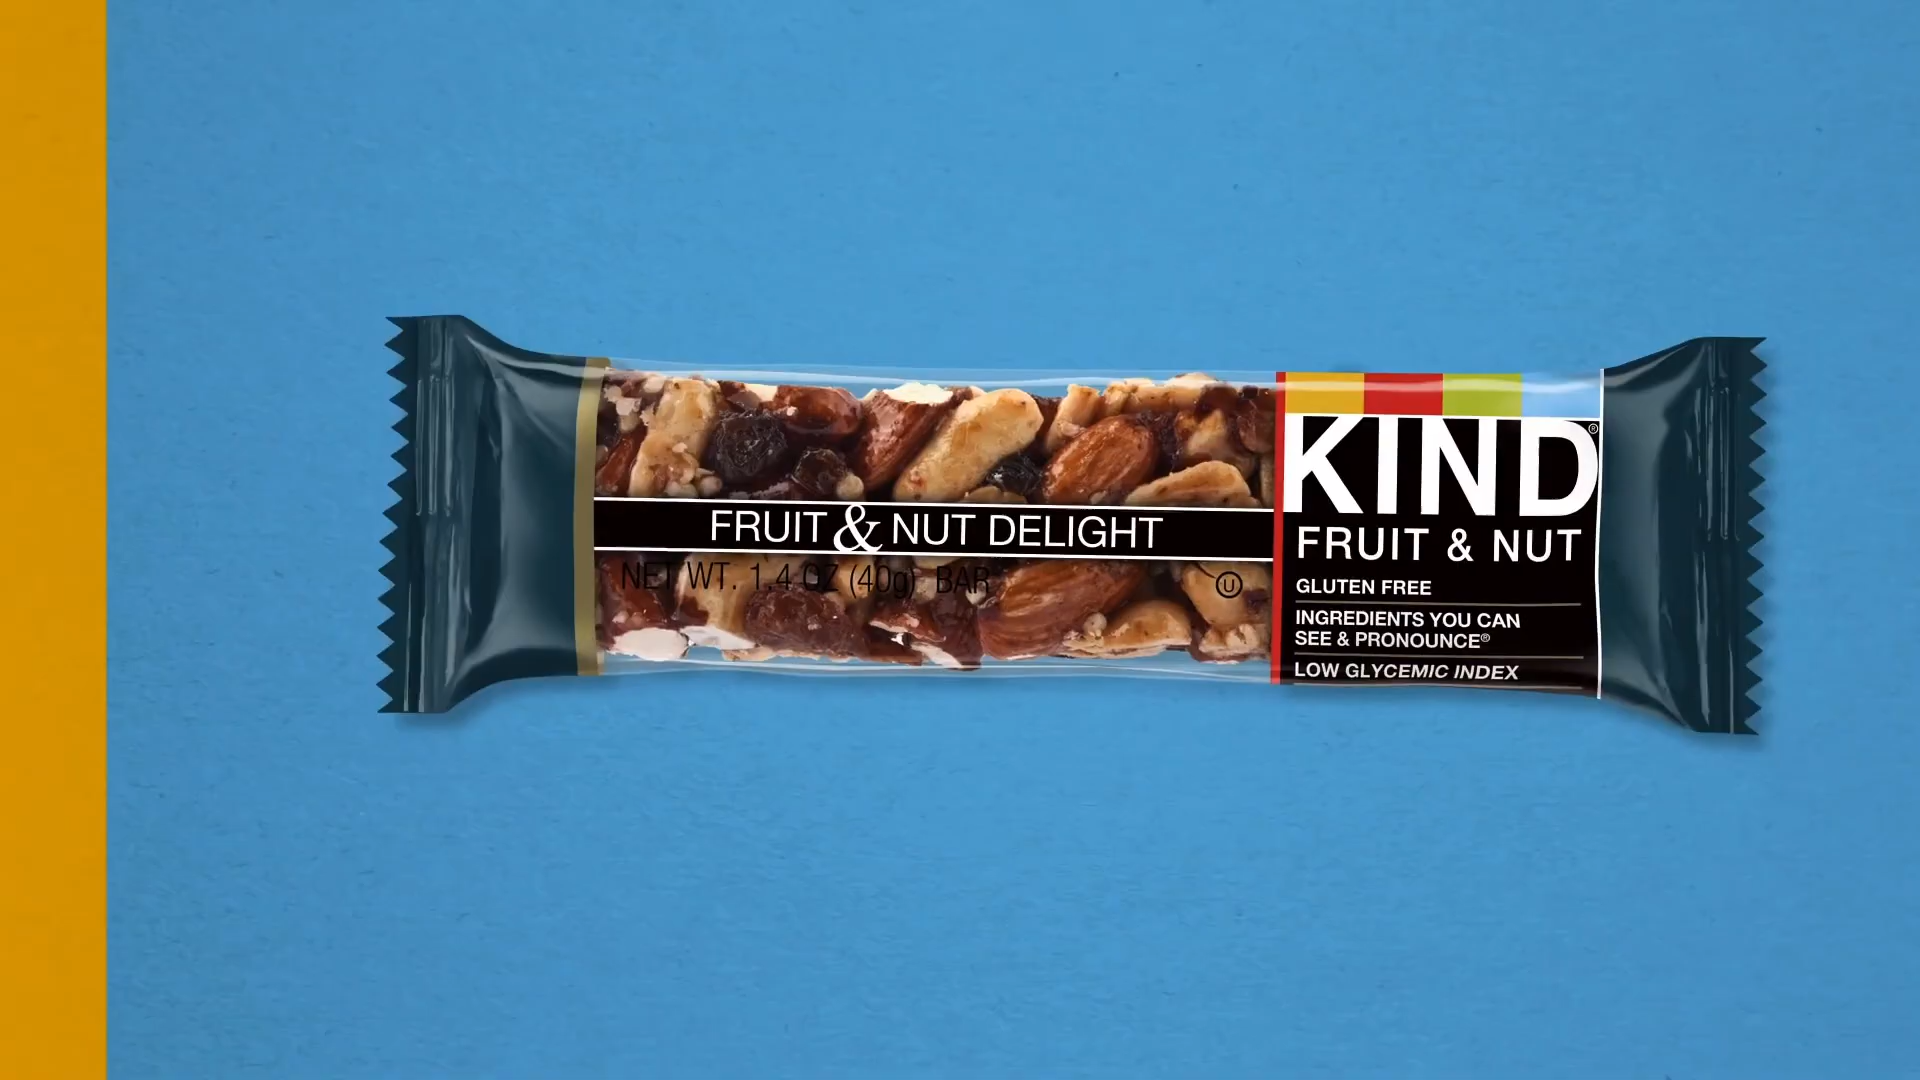 FRUIT & NUT DELIGHT
NET WT. 1.4 OZ (40g) BAR
U
KIND®
FRUIT & NUT
GLUTEN FREE
INGREDIENTS YOU CAN
SEE & PRONOUNCE®
LOW GLYCEMIC INDEX